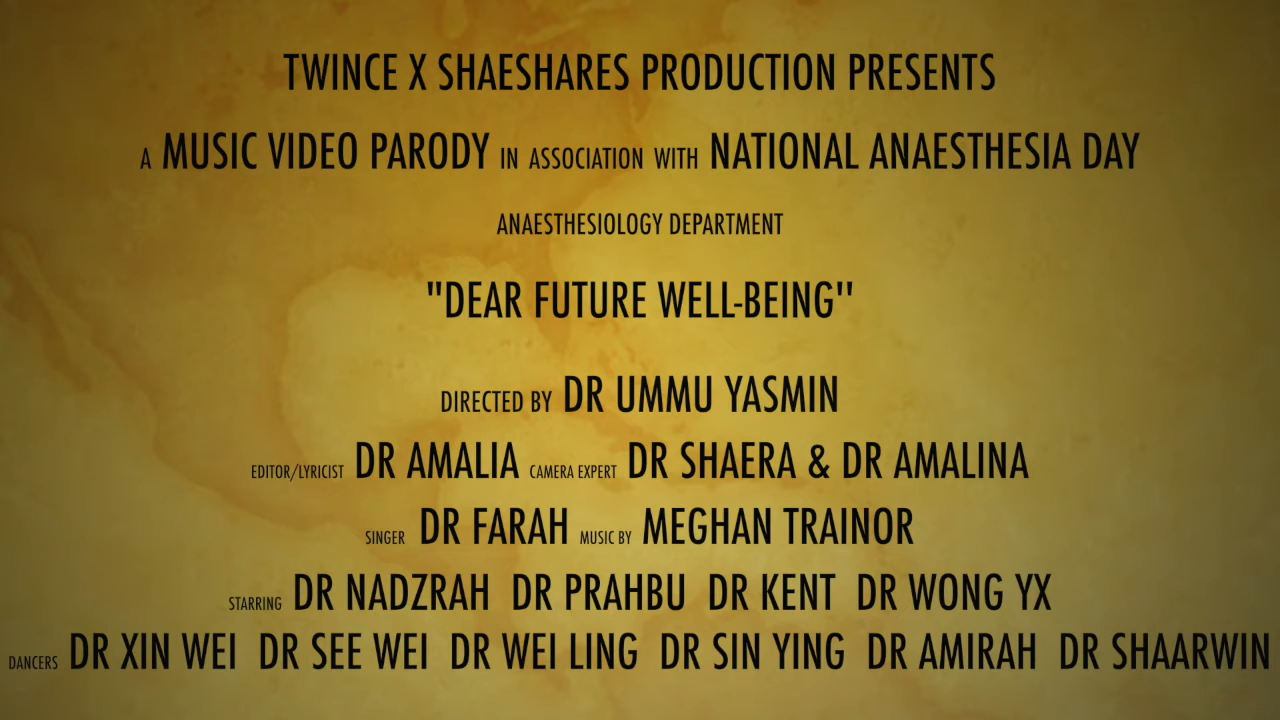 TWINCE X SHAESHARES PRODUCTION PRESENTS
A MUSIC VIDEO PARODY IN ASSOCIATION WITH NATIONAL ANAESTHESIA DAY
ANAESTHESIOLOGY DEPARTMENT
"DEAR FUTURE WELL-BEING"
DIRECTED BY DR UMMU YASMIN
EDITOR/LYRICIST DR AMALIA CAMERA EXPERT DR SHAERA & DR AMALINA
SINGER DR FARAH MUSIC BY MEGHAN TRAINOR
STARRING DR NADZRAH DR PRAHBU DR KENT DR WONG YX
DANCERS DR XIN WEI DR SEE WEI DR WEI LING DR SIN YING DR AMIRAH DR SHAARWIN